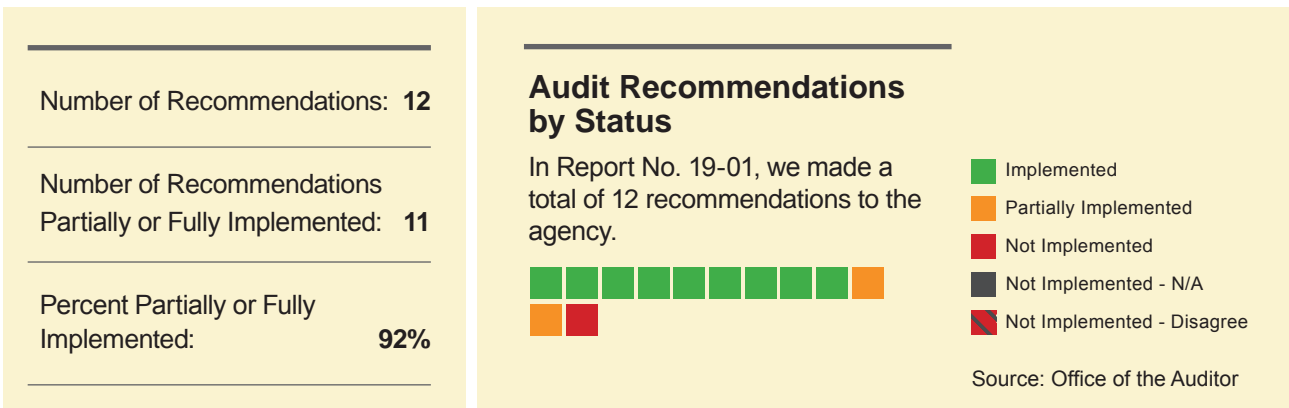 Number of Recommendations: 12
Number of Recommendations
Partially or Fully Implemented: 11
Percent Partially or Fully
Implemented: 92%
Audit Recommendations
by Status
In Report No. 19-01, we made a
total of 12 recommendations to the
agency.
Implemented
Partially Implemented
Not Implemented
Not Implemented - N/A
Not Implemented - Disagree
Source: Office of the Auditor